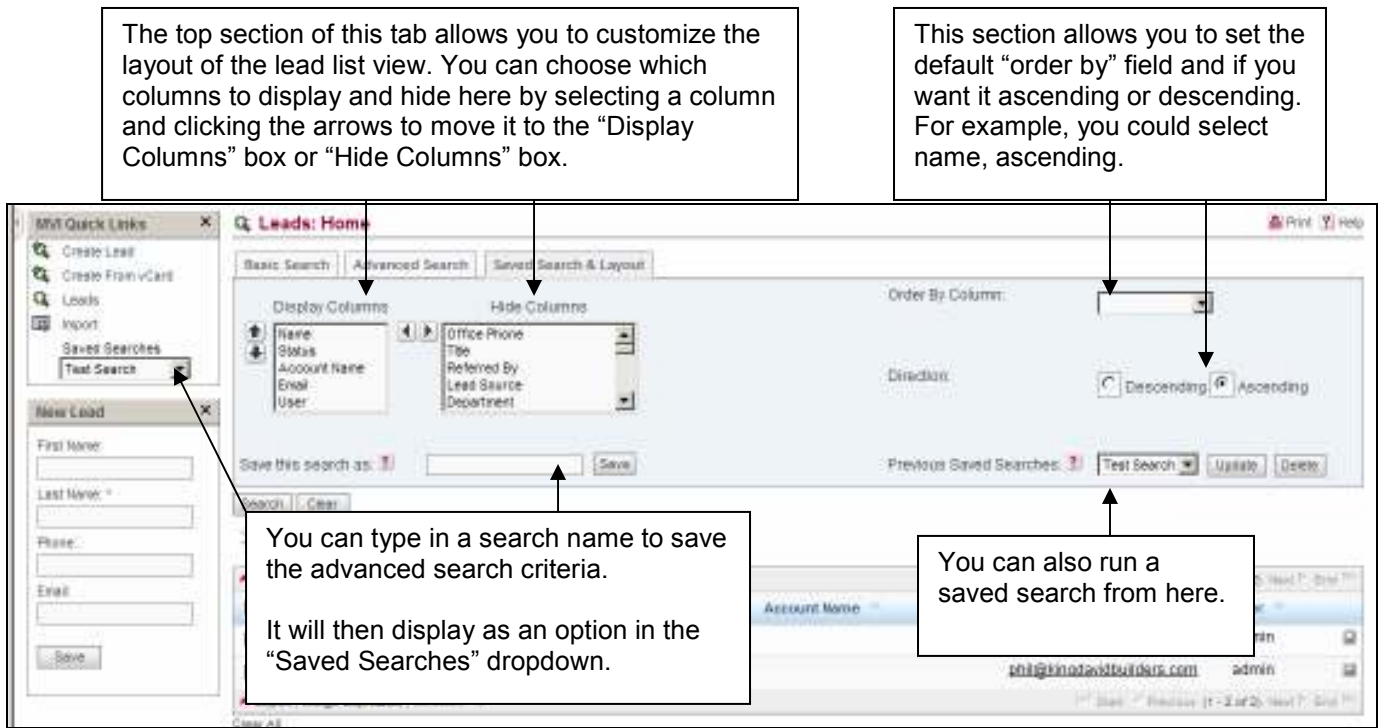 The top section of this tab allows you to customize the
layout of the lead list view. You can choose which
columns to display and hide here by selecting a column
and clicking the arrows to move it to the “Display
Columns” box or “Hide Columns” box.
This section allows you to set the
default “order by” field and if you
want it ascending or descending.
For example, you could select
name, ascending.
MVI Quick Links
Create Lead
Create From vCard
Leads
Import
Saved Searches
Test Search
New Lead
First Name:
Last Name: *
Phone:
Email:
Save
Leads: Home
Print Help
Basic Search Advanced Search Saved Search & Layout
Display Columns
Name
Status
Account Name
Email
User
Hide Columns
Office Phone
Title
Referred By
Lead Source
Department
Order By Column:
Direction:
Descending Ascending
Save this search as: Save
Previous Saved Searches: Test Search Update Delete
Search Clear
You can type in a search name to save
the advanced search criteria.
It will then display as an option in the
“Saved Searches” dropdown.
You can also run a
saved search from here.
Account Name
admin
Start Previous (1 - 2 of 2) Next End
Clear All